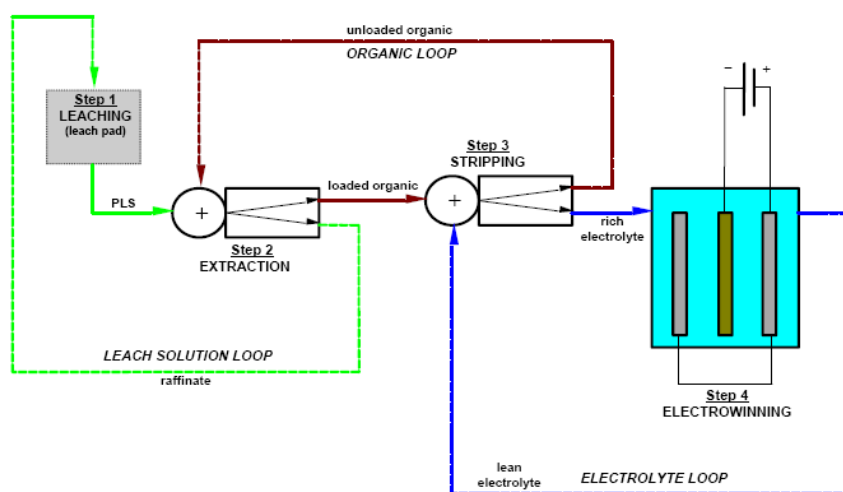 unloaded organic
ORGANIC LOOP
Step 1
LEACHING
(leach pad)
− +
Step 3
STRIPPING
PLS
+
loaded organic
+
rich
electrolyte
Step 2
EXTRACTION
LEACH SOLUTION LOOP
raffinate
Step 4
ELECTROWINNING
lean
electrolyte
ELECTROLYTE LOOP